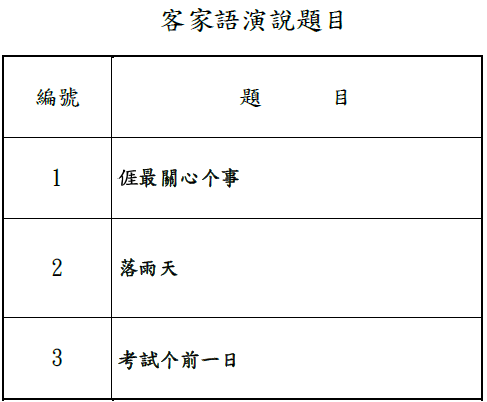 客家語演說題目
編號 題 目
1 𠊎最關心个事
2 落雨天
3 考試个前一日